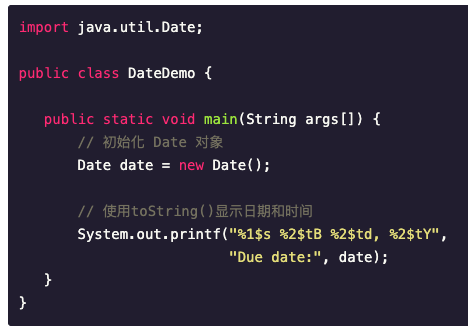 import java.util.Date;
public class DateDemo {
public static void main(String args[]) {
// 初始化 Date 对象
Date date = new Date();
// 使用toString()显示日期和时间
System.out.printf("%1$s %2$tB %2$td, %2$tY",
"Due date:", date);
}
}